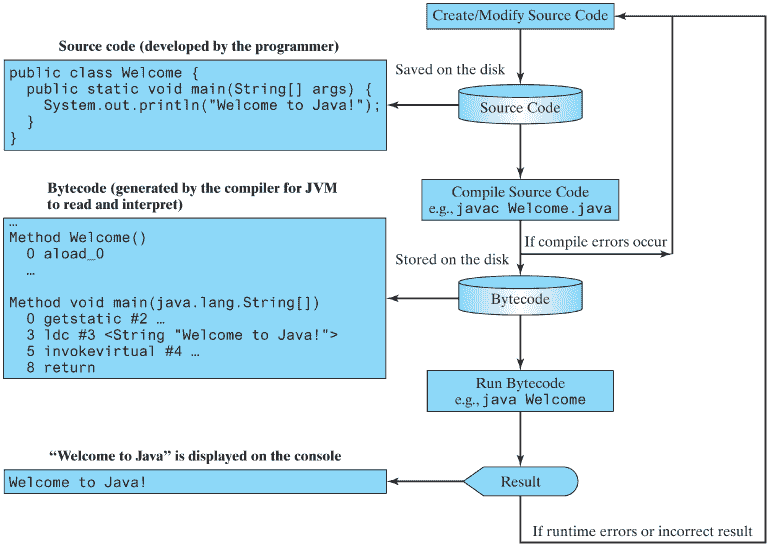 Create/Modify Source Code
Source code (developed by the programmer)
public class Welcome {
  public static void main(String[] args) {
    System.out.println("Welcome to Java!");
  }
}
Saved on the disk
Source Code
Compile Source Code
e.g., javac Welcome.java
If compile errors occur
Bytecode (generated by the compiler for JVM
to read and interpret)
…
Method Welcome()
  0 aload_0
  …
Method void main(java.lang.String[])
  0 getstatic #2 …
  3 ldc #3 <String "Welcome to Java!">
  5 invokevirtual #4 …
  8 return
Stored on the disk
Bytecode
Run Bytecode
e.g., java Welcome
“Welcome to Java” is displayed on the console
Welcome to Java!
Result
If runtime errors or incorrect result